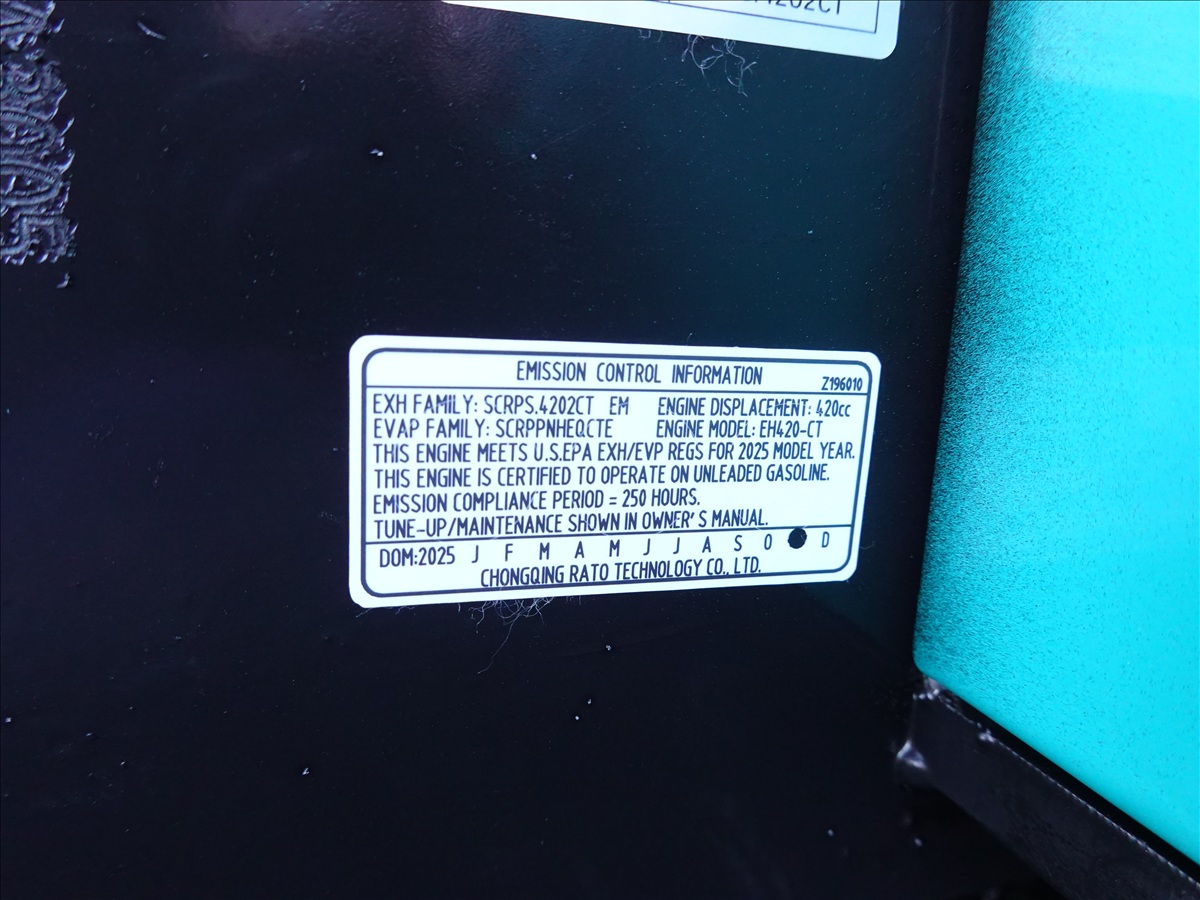 EMISSION CONTROL INFORMATION Z196010
EXH FAMILY: SCRPS.4202CT EM ENGINE DISPLACEMENT: 420cc
EVAP FAMILY: SCRPPNHEQCTE ENGINE MODEL: EH420-CT
THIS ENGINE MEETS U.S.EPA EXH/EVP REGS FOR 2025 MODEL YEAR.
THIS ENGINE IS CERTIFIED TO OPERATE ON UNLEADED GASOLINE.
EMISSION COMPLIANCE PERIOD = 250 HOURS.
TUNE-UP/MAINTENANCE SHOWN IN OWNER'S MANUAL.
DOM:2025 J F M A M J J A S O D
CHONGQING RATO TECHNOLOGY CO., LTD.